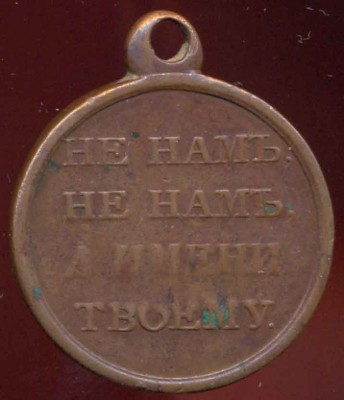 НЕ НАМЪ.
НЕ НАМЪ,
А ИМЕНИ
ТВОЕМУ.